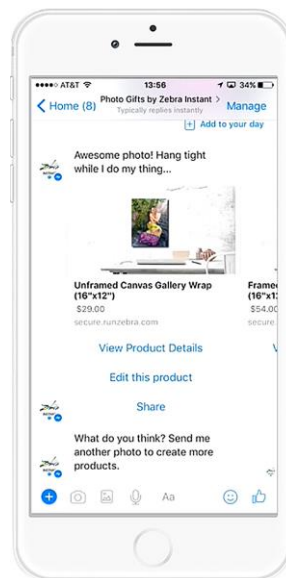 AT&T 13:56 34%
Home (8) Photo Gifts by Zebra Instant > Manage
Typically replies instantly
Add to your day
Awesome photo! Hang tight
while I do my thing...
Unframed Canvas Gallery Wrap
(16"x12")
$29.00
secure.runzebra.com
Frame
(16"x1
$54.00
secure.
View Product Details
Edit this product
Share
What do you think? Send me
another photo to create more
products.
Aa